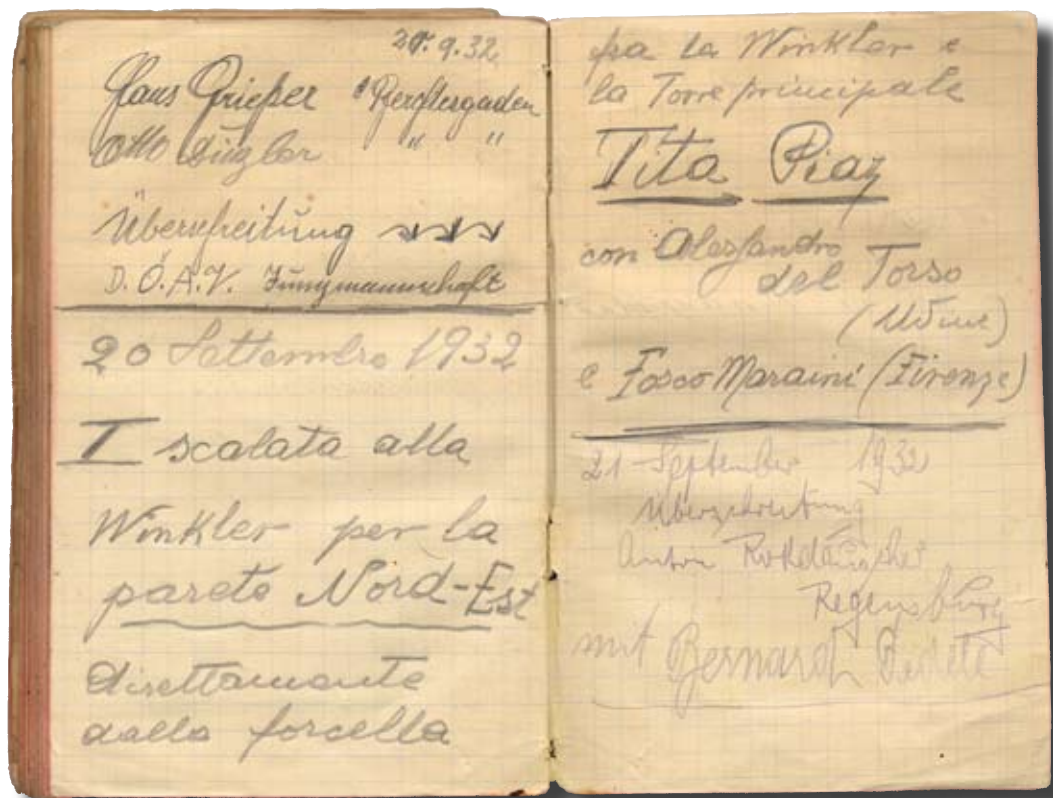 20.9.32
Hans Grießer Berchtesgaden
Otto Ziegler " "
Überschreitung
D.Ö.A.V. Jungmannschaft
20 Settembre 1932
I scalata alla
Winkler per la
parete Nord-Est
direttamente
dalla forcella
fra la Winkler e
la Torre principale
Tita Piaz
con Alessandro
del Torso
(Udine)
e Fosco Maraini (Firenze)
21 September 1932
Überschreitung
Anton
Regensburg
mit Bernard